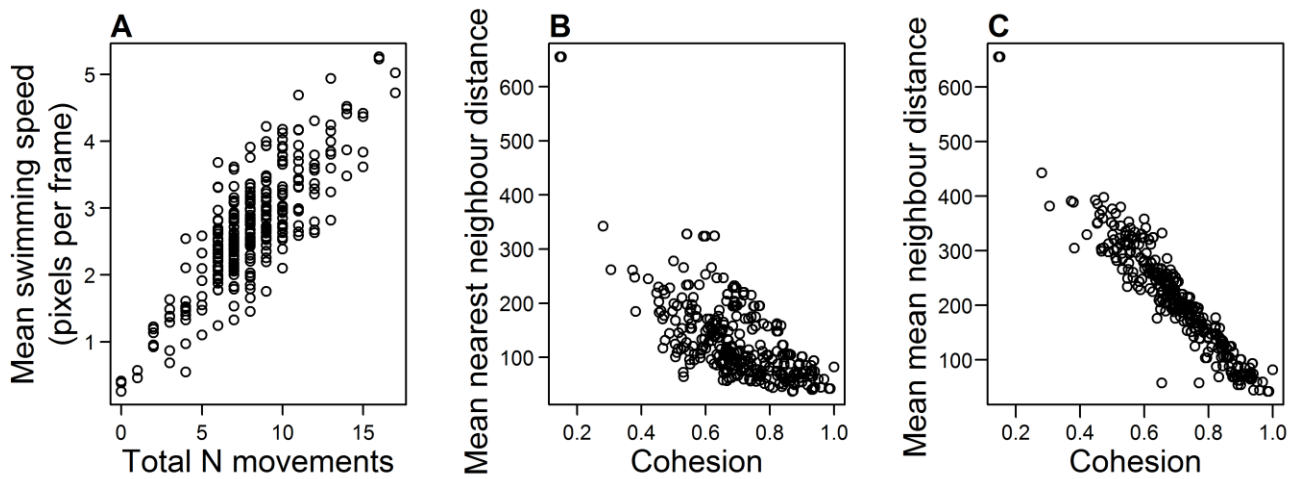 A
Mean swimming speed
(pixels per frame)
5
4
3
2
1
0 5 10 15
Total N movements
B
Mean nearest neighbour distance
600
500
400
300
200
100
0.2 0.4 0.6 0.8 1.0
Cohesion
C
Mean mean neighbour distance
600
500
400
300
200
100
0.2 0.4 0.6 0.8 1.0
Cohesion